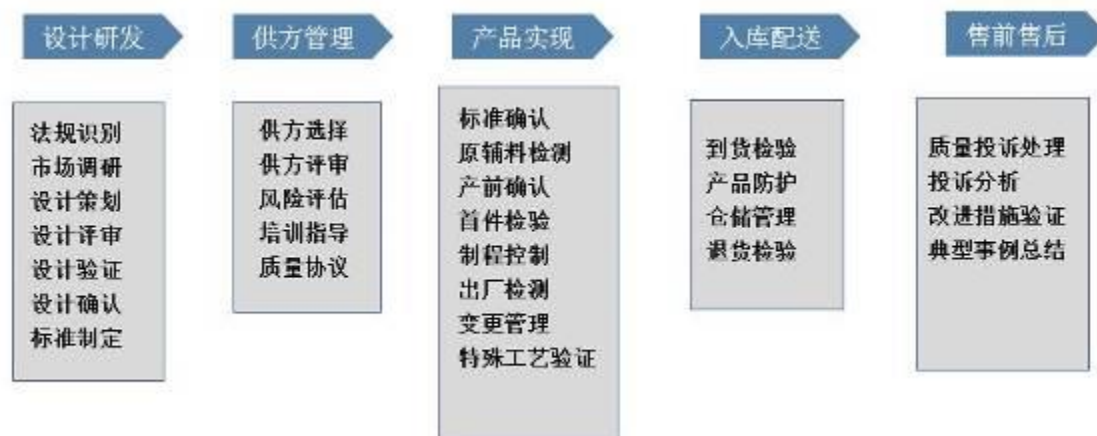 设计研发
供方管理
产品实现
入库配送
售前售后
法规识别
市场调研
设计策划
设计评审
设计验证
设计确认
标准制定
供方选择
供方评审
风险评估
培训指导
质量协议
标准确认
原辅料检测
产前确认
首件检验
制程控制
出厂检测
变更管理
特殊工艺验证
到货检验
产品防护
仓储管理
退货检验
质量投诉处理
投诉分析
改进措施验证
典型事例总结